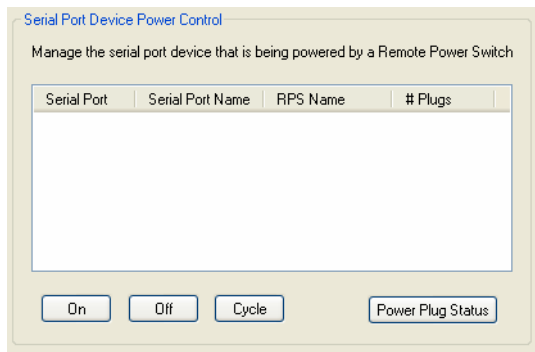 Serial Port Device Power Control
Manage the serial port device that is being powered by a Remote Power Switch
Serial Port Serial Port Name RPS Name # Plugs
On Off Cycle Power Plug Status